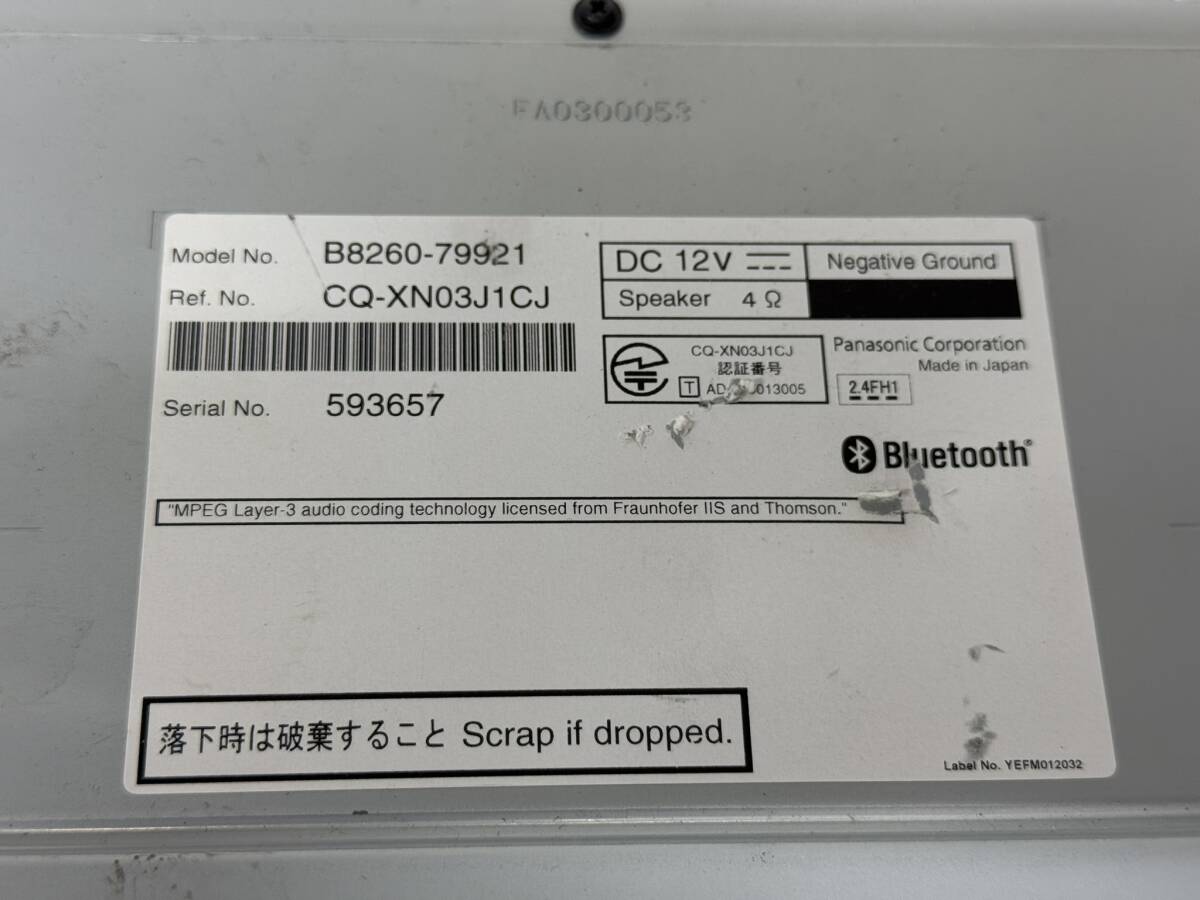 FA0300053
Model No. B8260-79921
Ref. No. CQ-XN03J1CJ
Serial No. 593657
DC 12V Negative Ground
Speaker 4 Ω
CQ-XN03J1CJ
認証番号
T 013005
Panasonic Corporation
Made in Japan
2.4FH1
Bluetooth®
"MPEG Layer-3 audio coding technology licensed from Fraunhofer IIS and Thomson."
落下時は破棄すること Scrap if dropped.
Label No. YEFM012032